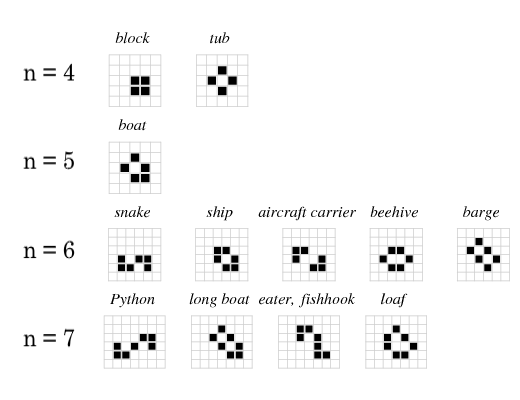 block tub
n = 4
boat
n = 5
snake ship aircraft carrier beehive barge
n = 6
Python long boat eater, fishhook loaf
n = 7